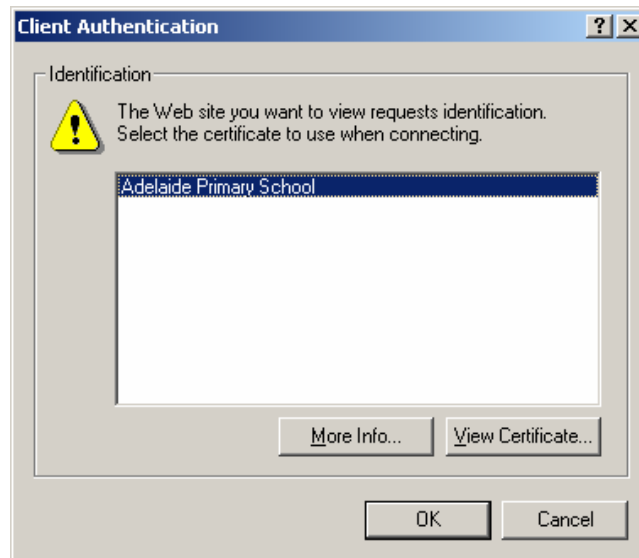 Client Authentication
Identification
The Web site you want to view requests identification.
Select the certificate to use when connecting.
Adelaide Primary School
More Info... View Certificate...
OK Cancel